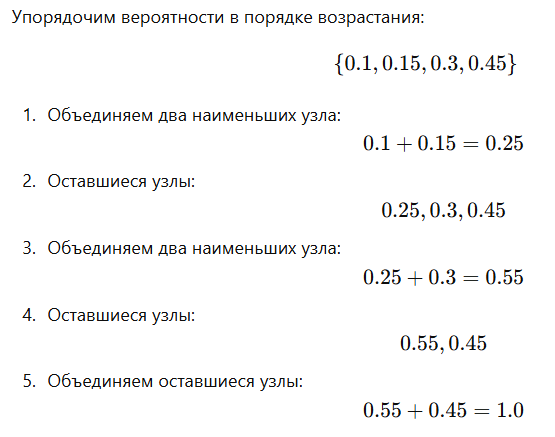 Упорядочим вероятности в порядке возрастания:
{0.1, 0.15, 0.3, 0.45}
1. Объединяем два наименьших узла:
0.1 + 0.15 = 0.25
2. Оставшиеся узлы:
0.25, 0.3, 0.45
3. Объединяем два наименьших узла:
0.25 + 0.3 = 0.55
4. Оставшиеся узлы:
0.55, 0.45
5. Объединяем оставшиеся узлы:
0.55 + 0.45 = 1.0